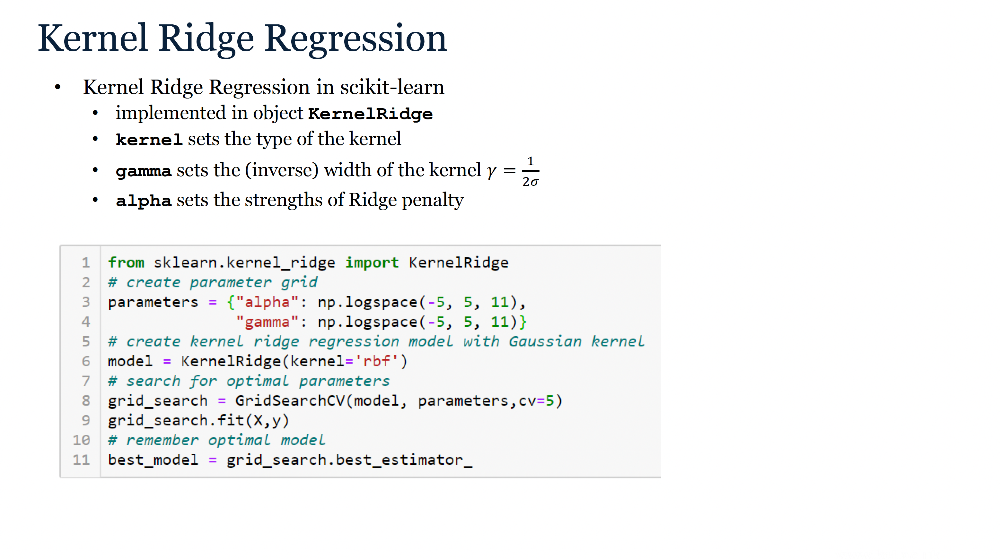 Kernel Ridge Regression
• Kernel Ridge Regression in scikit-learn
• implemented in object KernelRidge
• kernel sets the type of the kernel
• gamma sets the (inverse) width of the kernel γ = 1/2σ
• alpha sets the strengths of Ridge penalty
1 from sklearn.kernel_ridge import KernelRidge
2 # create parameter grid
3 parameters = {"alpha": np.logspace(-5, 5, 11),
4 "gamma": np.logspace(-5, 5, 11)}
5 # create kernel ridge regression model with Gaussian kernel
6 model = KernelRidge(kernel='rbf')
7 # search for optimal parameters
8 grid_search = GridSearchCV(model, parameters,cv=5)
9 grid_search.fit(X,y)
10 # remember optimal model
11 best_model = grid_search.best_estimator_